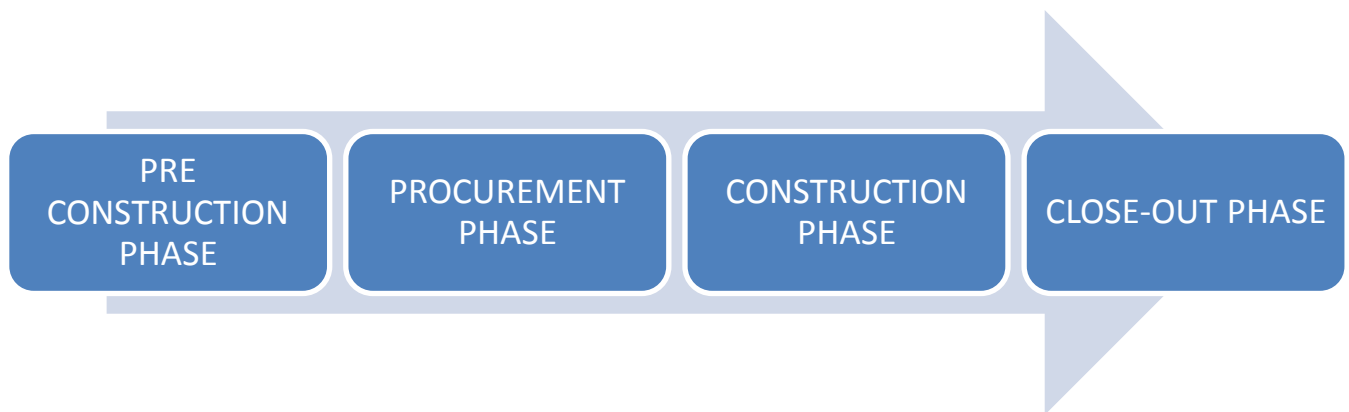 PRE
CONSTRUCTION
PHASE
PROCUREMENT
PHASE
CONSTRUCTION
PHASE
CLOSE-OUT PHASE